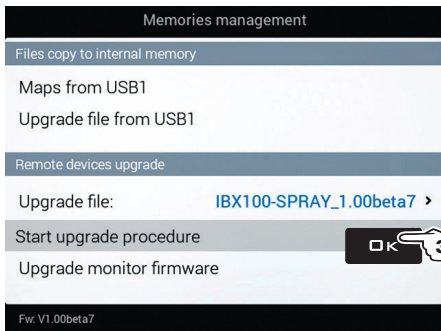 Memories management
Files copy to internal memory
Maps from USB1
Upgrade file from USB1
Remote devices upgrade
Upgrade file: IBX100-SPRAY_1.00beta7 >
Start upgrade procedure
OK
3
Upgrade monitor firmware
Fw: V1.00beta7